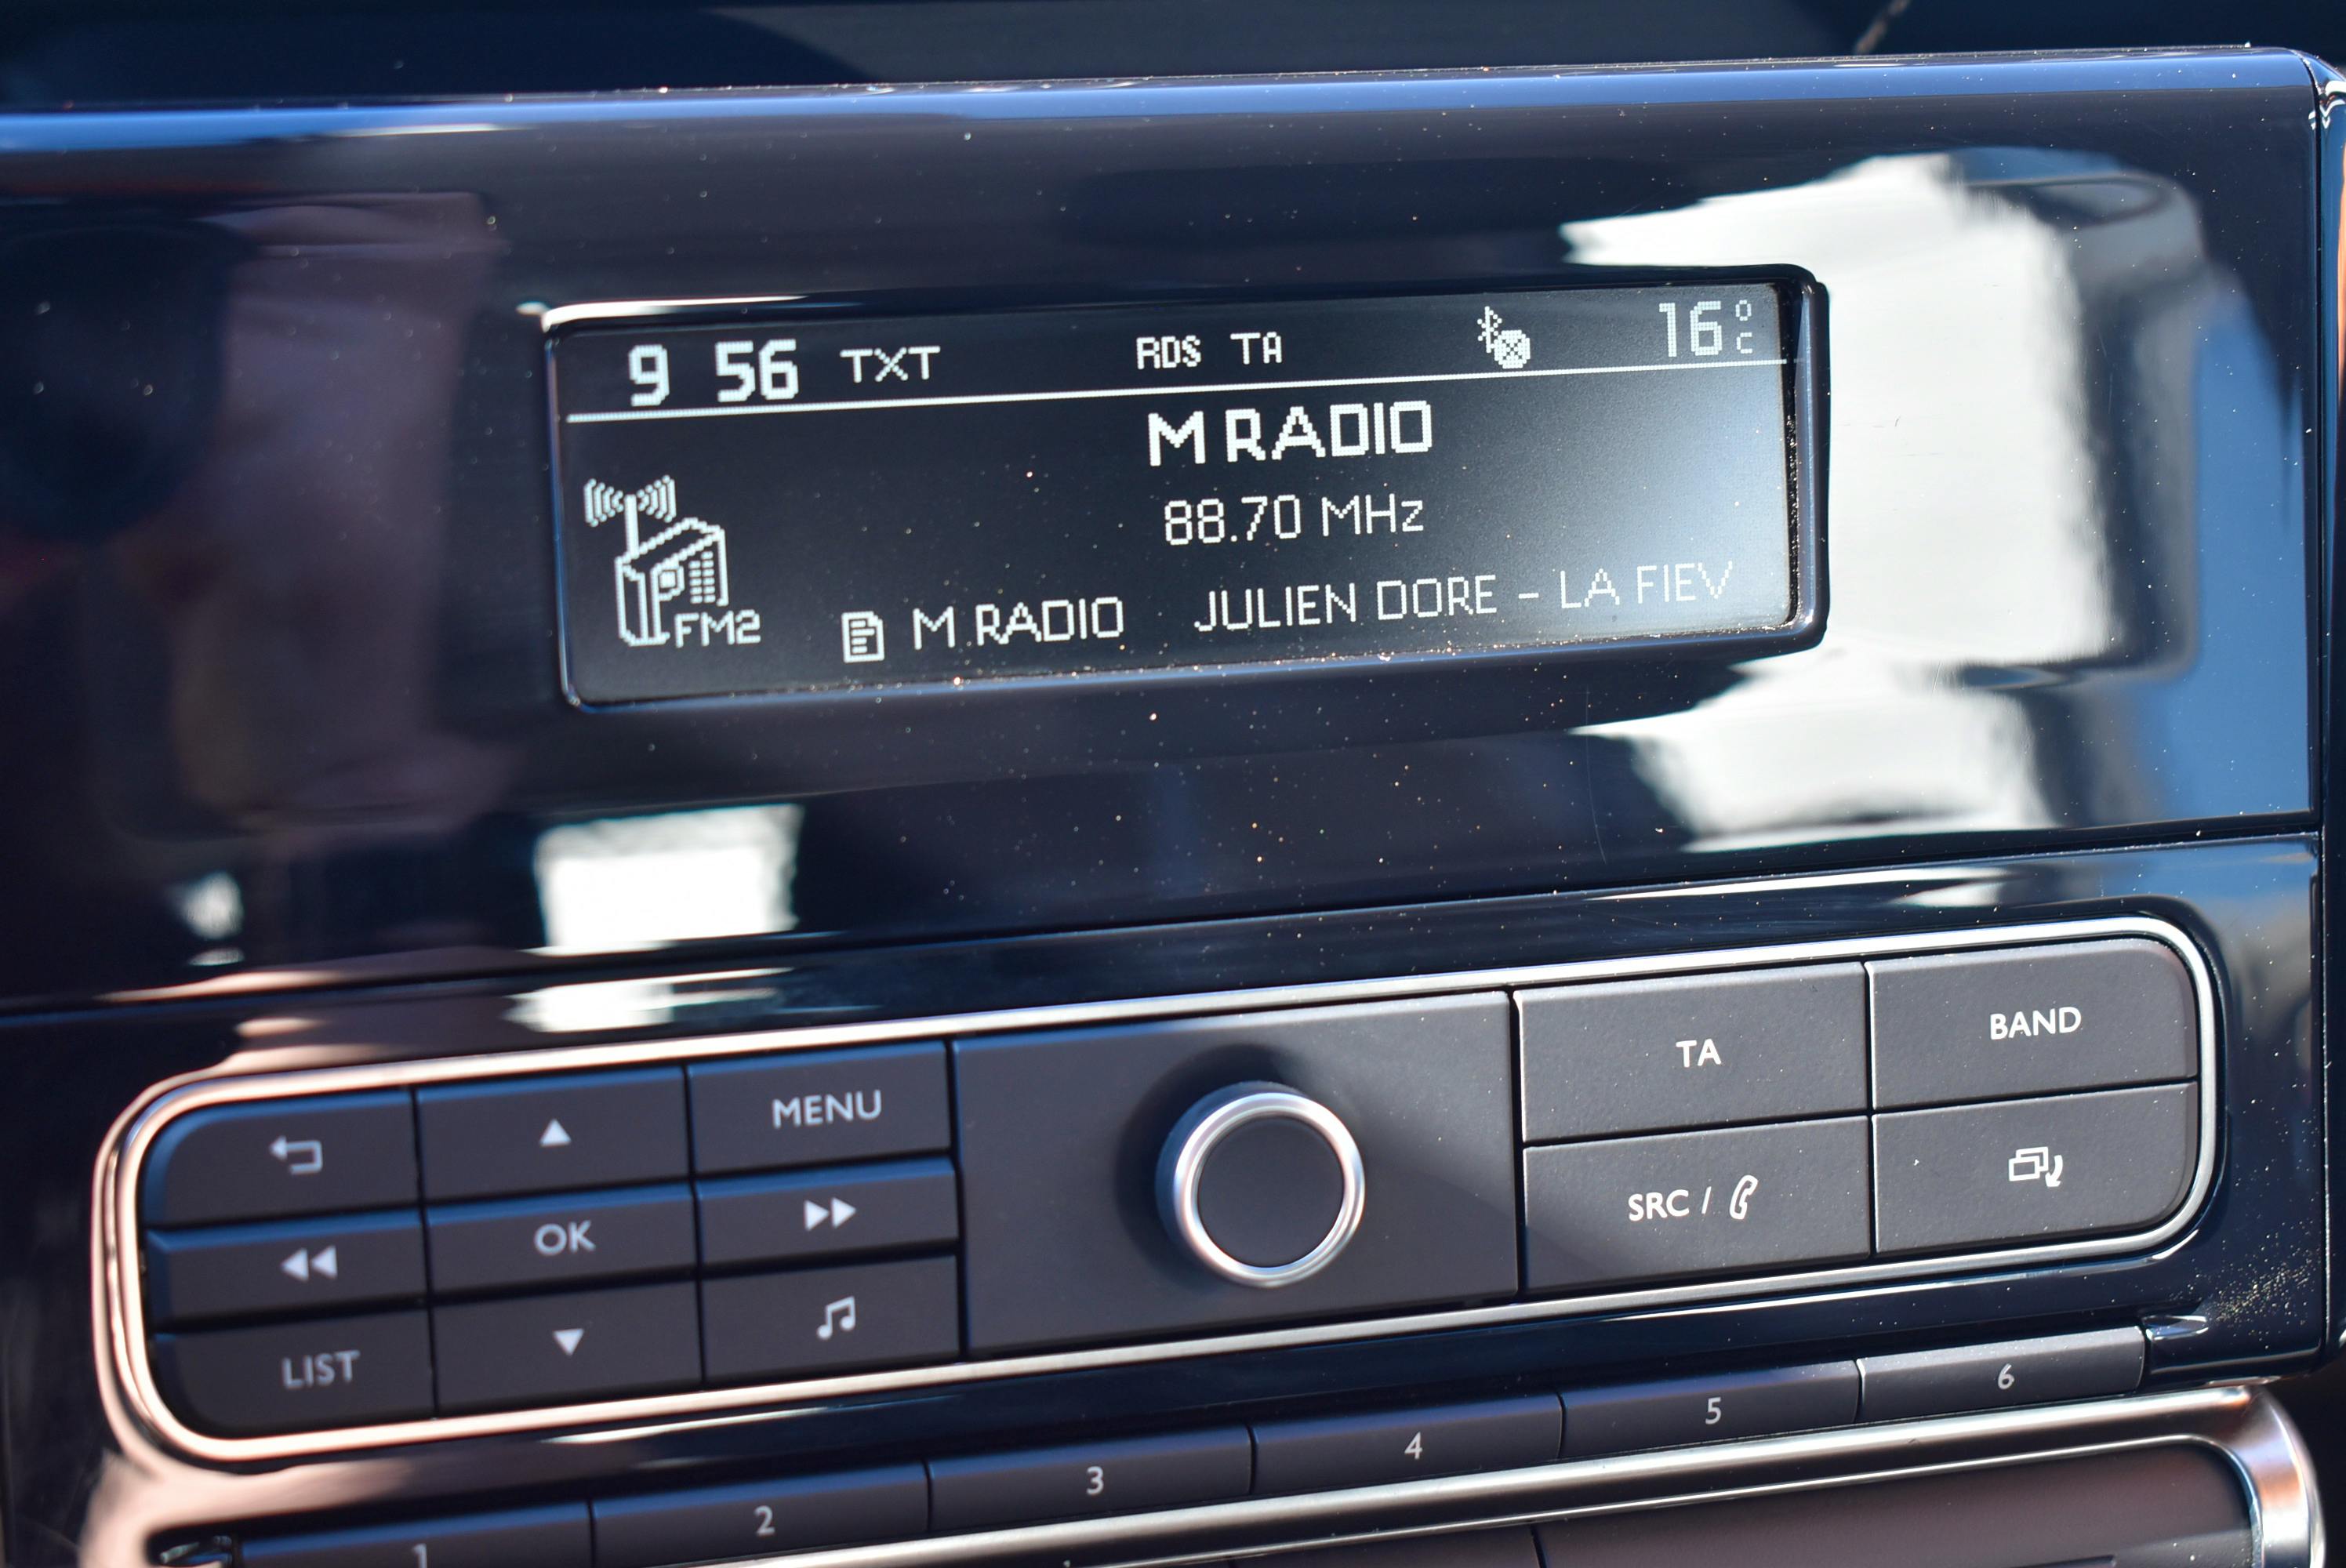 9 56 TXT RDS TA 16°C
M RADIO
88.70 MHz
FM2 M RADIO JULIEN DORE - LA FIEV
MENU TA BAND
OK SRC /
LIST
1 2 3 4 5 6